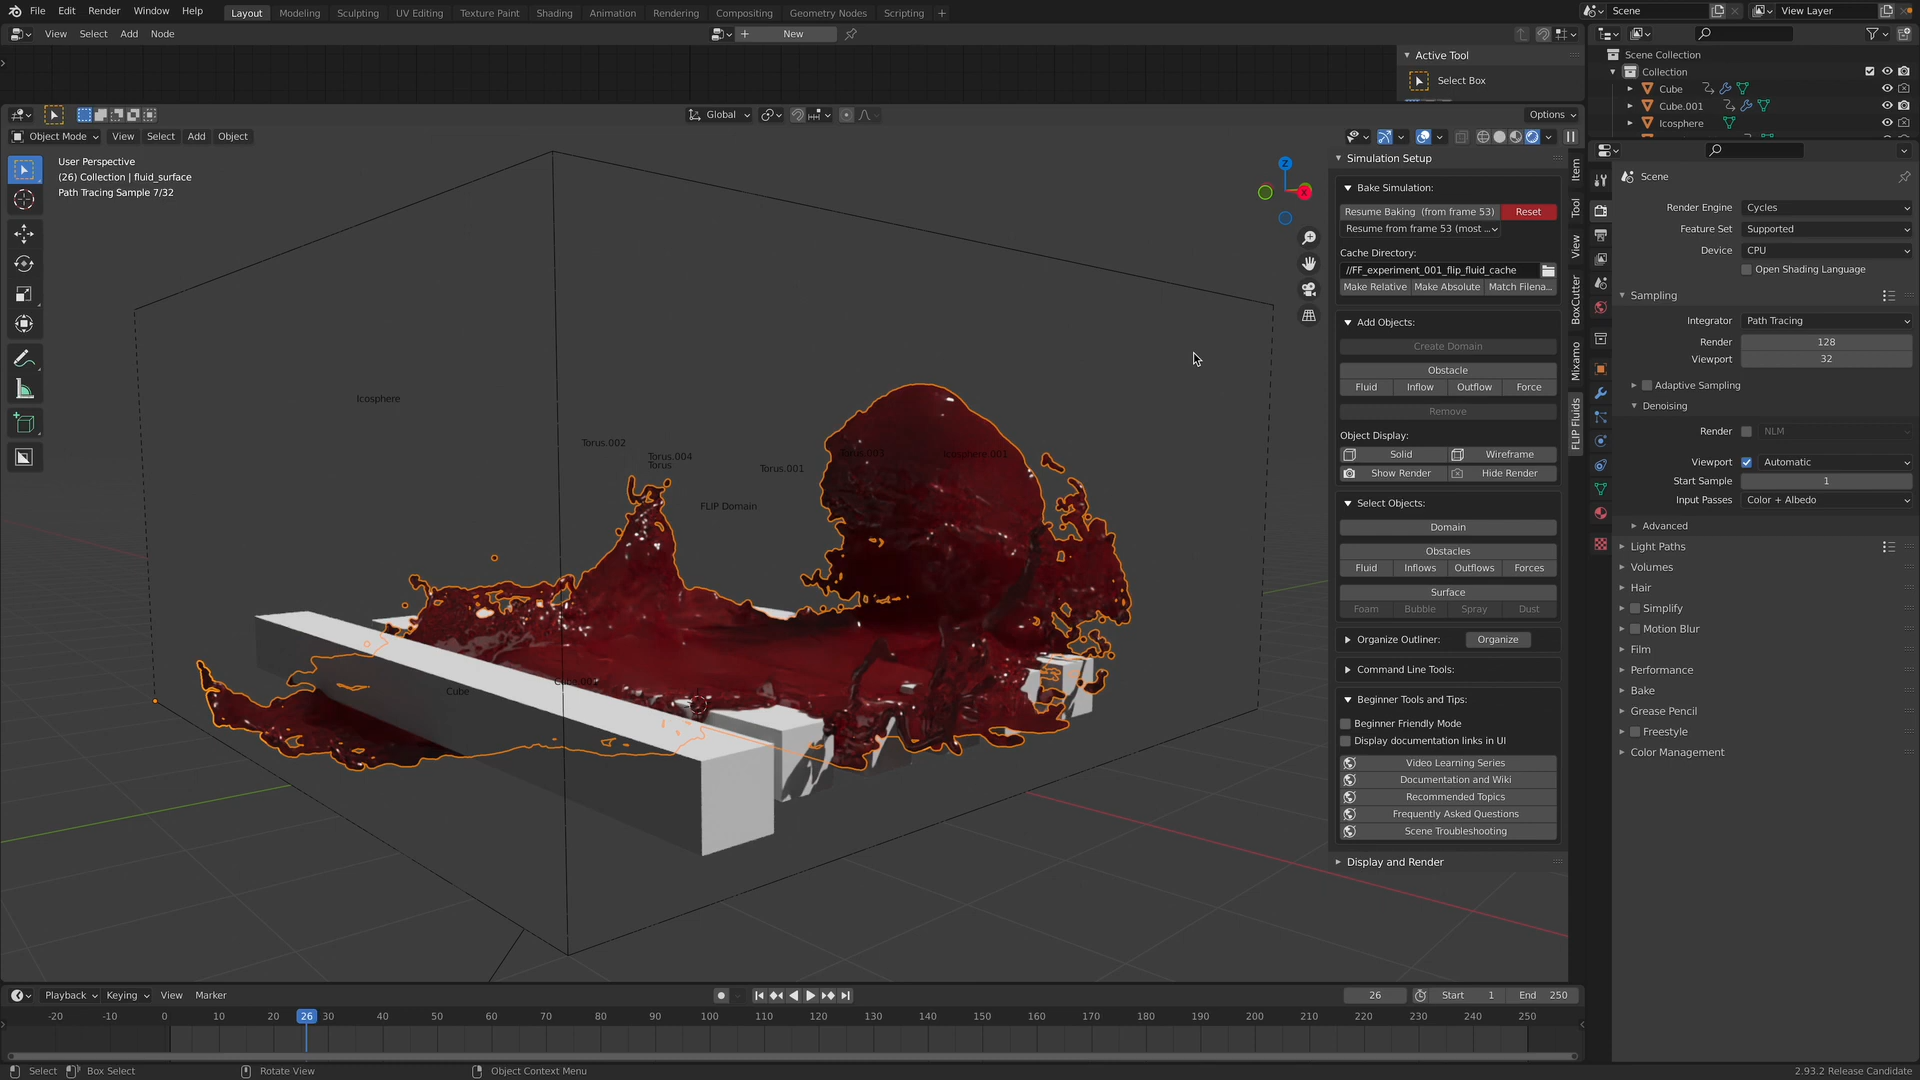 File Edit Render Window Help Layout Modeling Sculpting UV Editing Texture Paint Shading Animation Rendering Compositing Geometry Nodes Scripting + Scene View Layer
View Select Add Node New
Active Tool
Select Box
Scene Collection
Collection
Cube
Cube.001
Icosphere
Global Options
Object Mode View Select Add Object
User Perspective
(26) Collection | fluid_surface
Path Tracing Sample 7/32
Z
X
Icosphere
Torus.002
Torus.004
Torus
Torus.001
Torus.003
Icosphere.001
FLIP Domain
Cube
Simulation Setup
Bake Simulation:
Resume Baking (from frame 53) Reset
Resume from frame 53 (most ...
Cache Directory:
//FF_experiment_001_flip_fluid_cache
Make Relative Make Absolute Match Filena...
Add Objects:
Create Domain
Obstacle
Fluid Inflow Outflow Force
Remove
Object Display:
Solid Wireframe
Show Render Hide Render
Select Objects:
Domain
Obstacles
Fluid Inflows Outflows Forces
Surface
Foam Bubble Spray Dust
Organize Outliner: Organize
Command Line Tools:
Beginner Tools and Tips:
Beginner Friendly Mode
Display documentation links in UI
Video Learning Series
Documentation and Wiki
Recommended Topics
Frequently Asked Questions
Scene Troubleshooting
Display and Render
Item
Tool
View
BoxCutter
Mixamo
FLIP Fluids
Scene
Render Engine Cycles
Feature Set Supported
Device CPU
Open Shading Language
Sampling
Integrator Path Tracing
Render 128
Viewport 32
Adaptive Sampling
Denoising
Render NLM
Viewport Automatic
Start Sample 1
Input Passes Color + Albedo
Advanced
Light Paths
Volumes
Hair
Simplify
Motion Blur
Film
Performance
Bake
Grease Pencil
Freestyle
Color Management
Playback Keying View Marker 26 Start 1 End 250
-20 -10 10 20 26 30 40 50 60 70 80 90 100 110 120 130 140 150 160 170 180 190 200 210 220 230 240 250
Select Box Select Rotate View Object Context Menu 2.93.2 Release Candidate